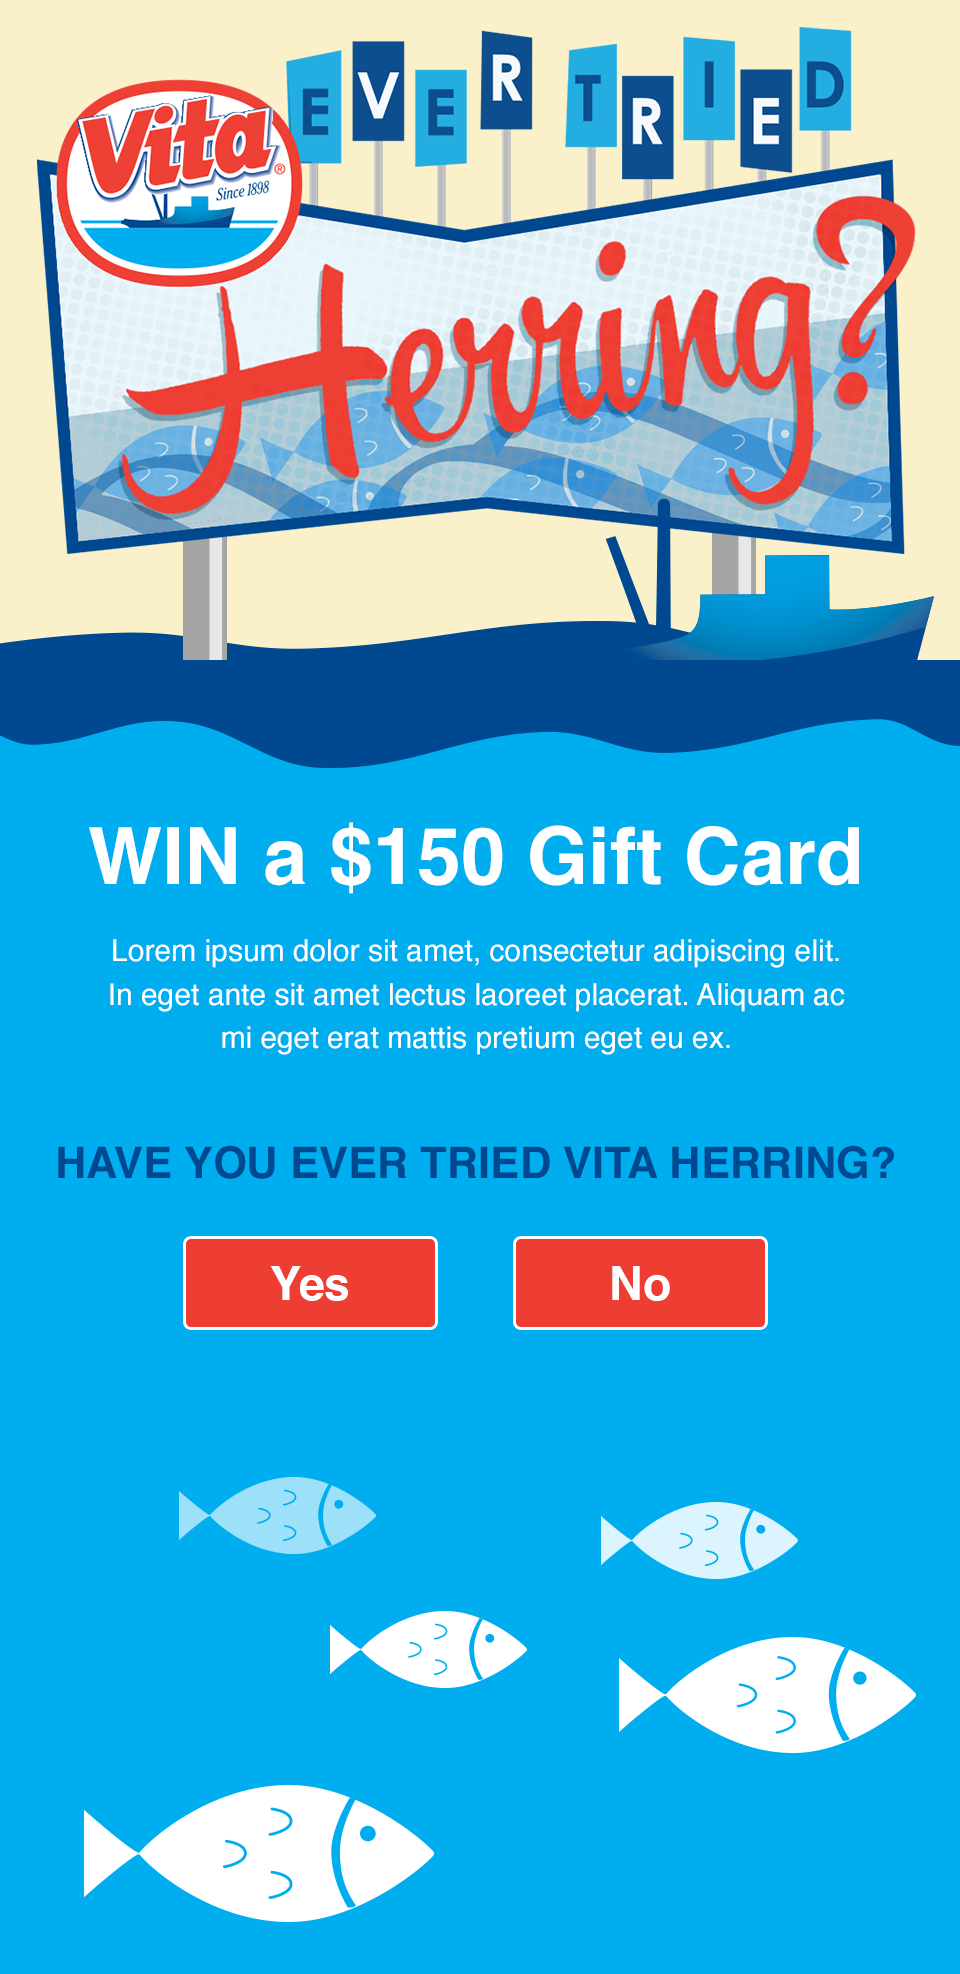 EVER TRIED
Vita®
Since 1898
Herring?
WIN a $150 Gift Card
Lorem ipsum dolor sit amet, consectetur adipiscing elit.
In eget ante sit amet lectus laoreet placerat. Aliquam ac
mi eget erat mattis pretium eget eu ex.
HAVE YOU EVER TRIED VITA HERRING?
Yes
No